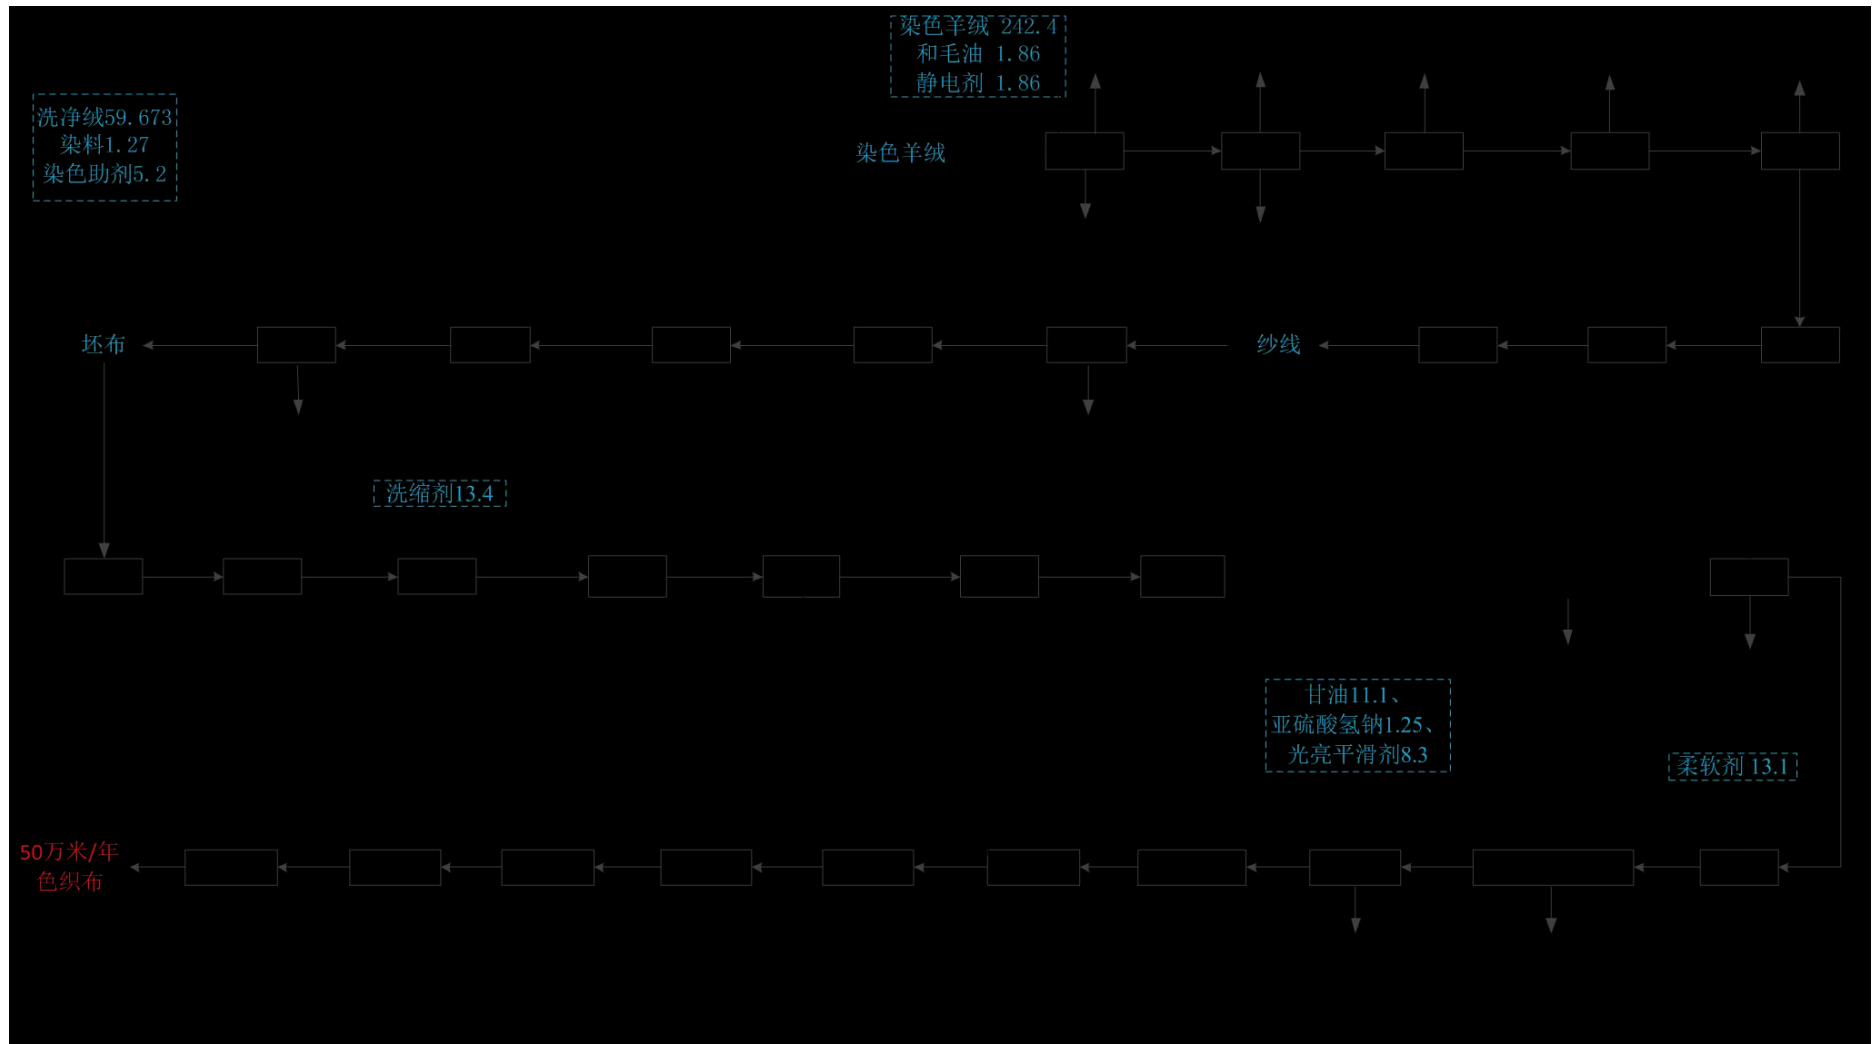 染色羊绒 242.4
和毛油 1.86
静电剂 1.86
洗净绒59.673
染料1.27
染色助剂5.2
染色羊绒
坯布
纱线
洗缩剂13.4
甘油11.1、
亚硫酸氢钠1.25、
光亮平滑剂8.3
柔软剂 13.1
50万米/年
色织布